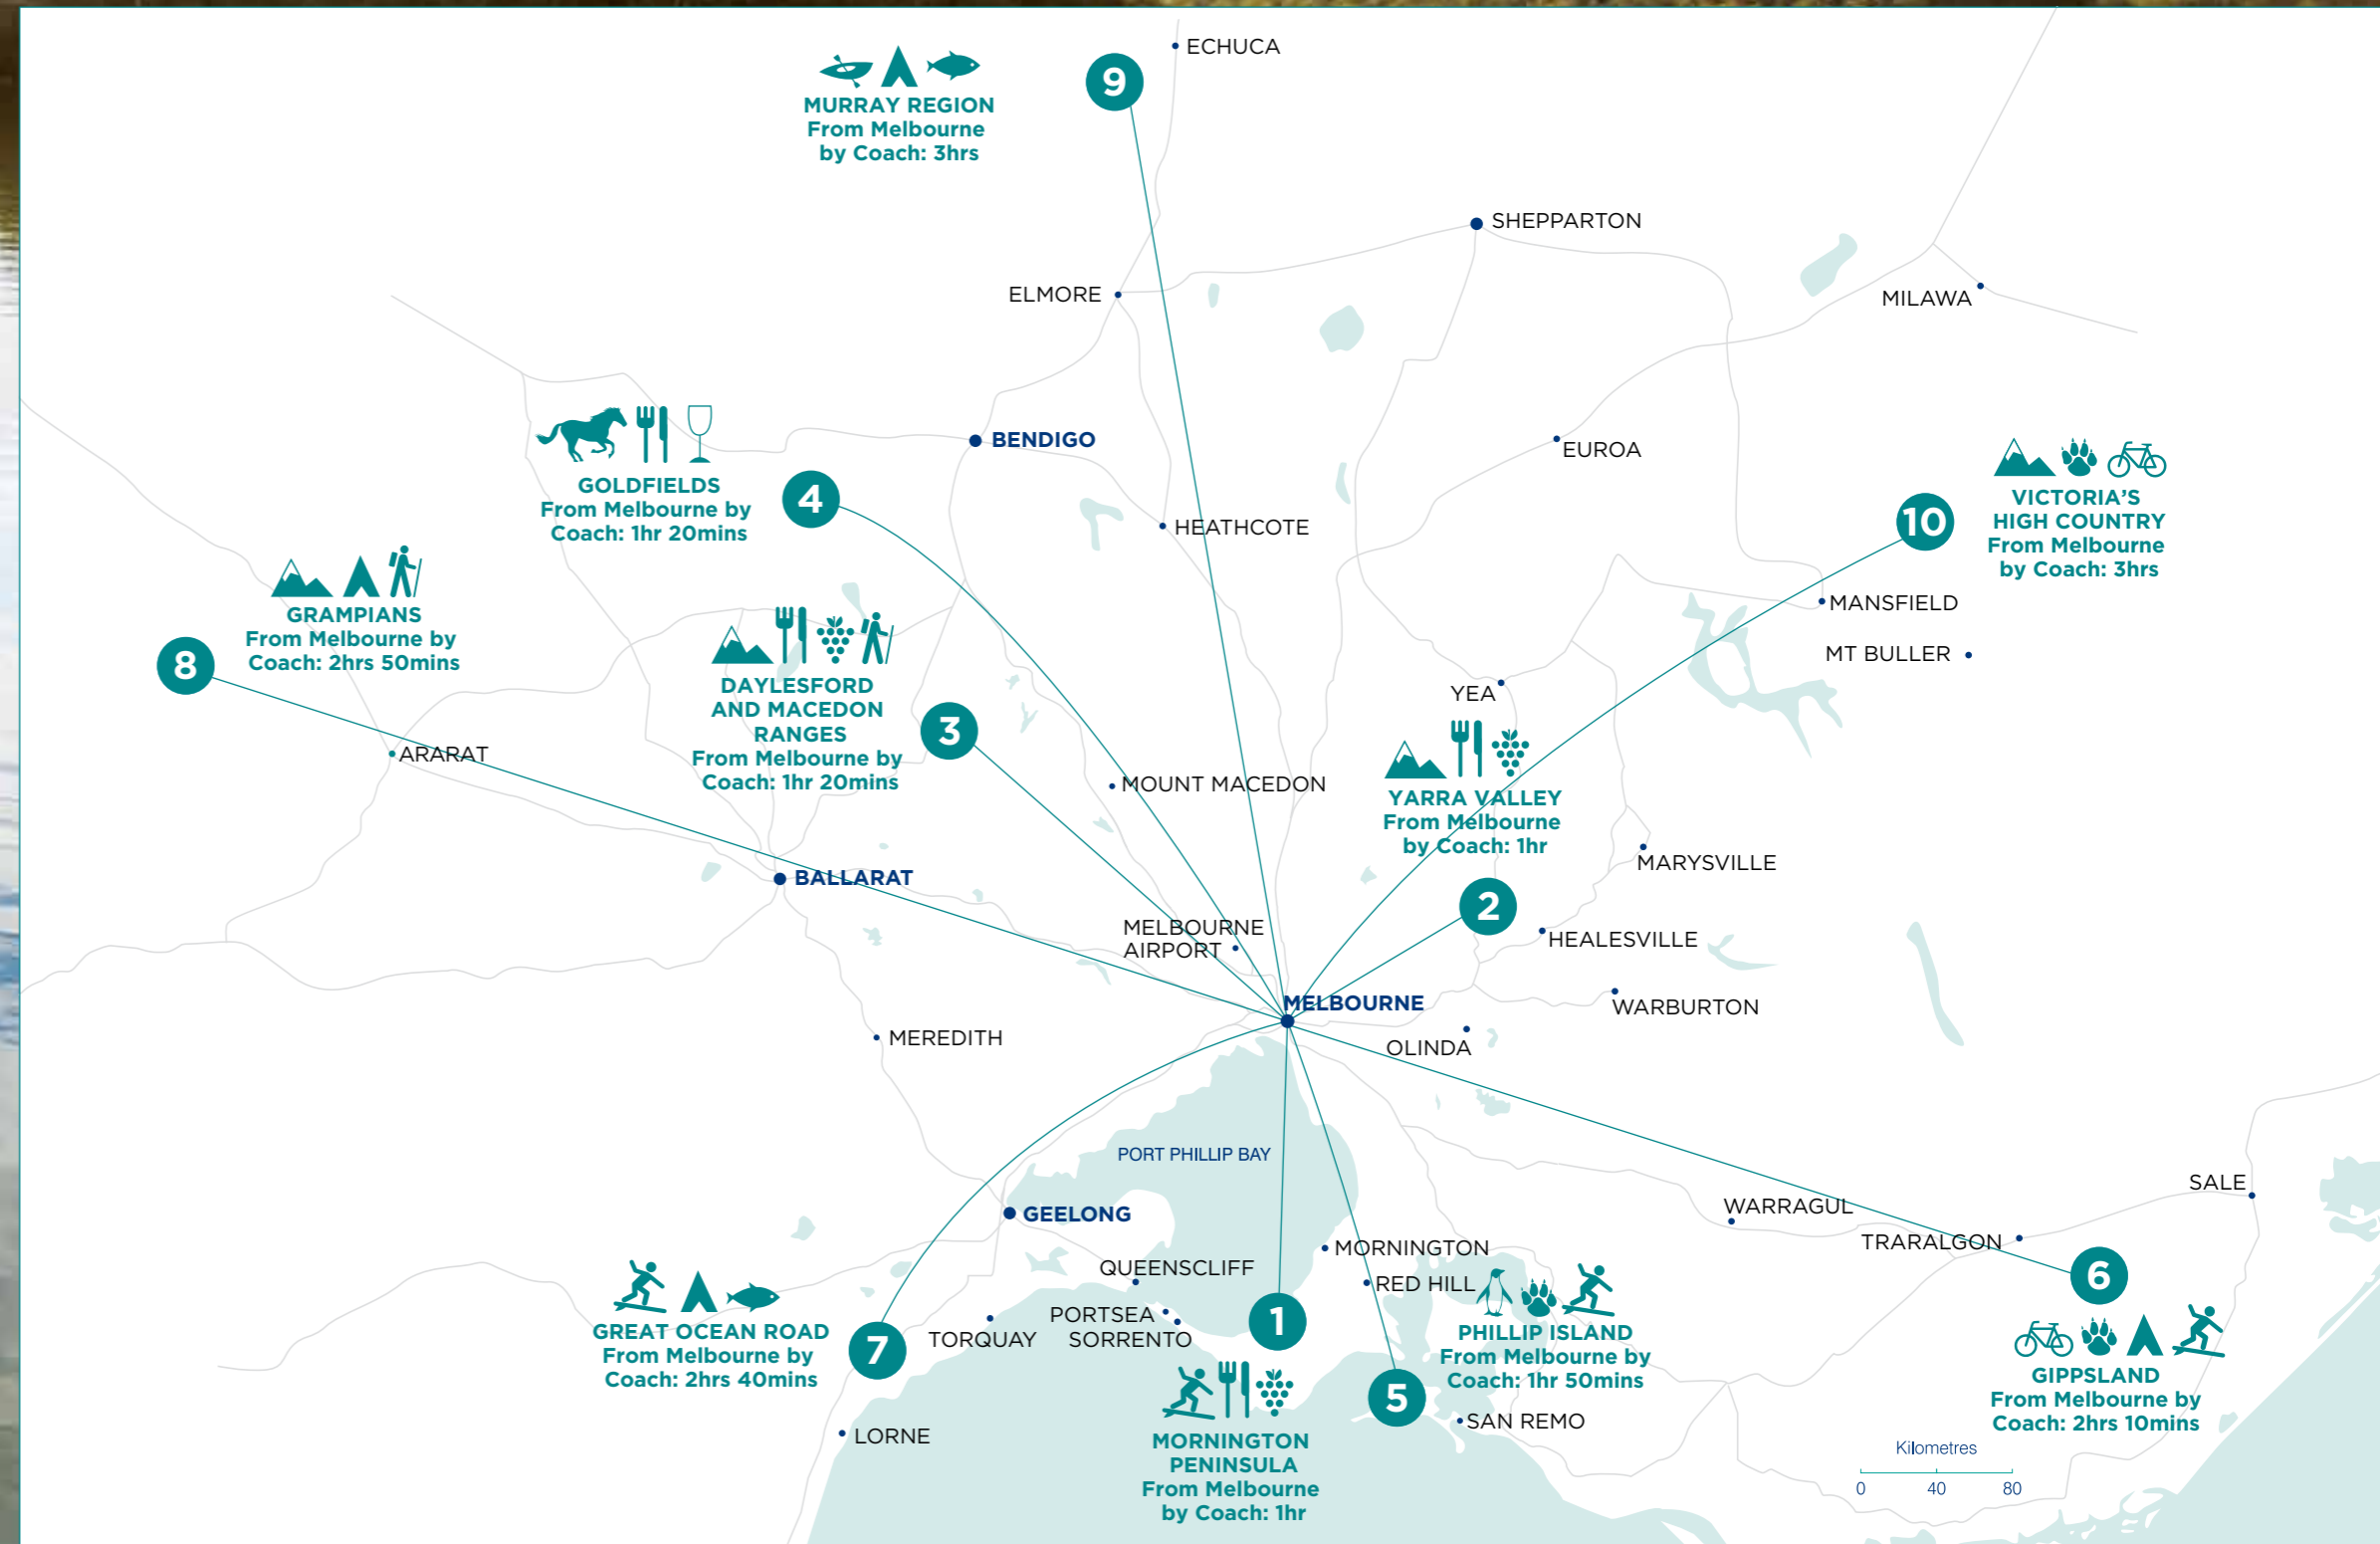 ECHUCA
9
MURRAY REGION
From Melbourne
by Coach: 3hrs
SHEPPARTON
ELMORE
MILAWA
BENDIGO
EUROA
4
GOLDFIELDS
From Melbourne by
Coach: 1hr 20mins
HEATHCOTE
10
VICTORIA'S
HIGH COUNTRY
From Melbourne
by Coach: 3hrs
MANSFIELD
MT BULLER
8
GRAMPIANS
From Melbourne by
Coach: 2hrs 50mins
3
DAYLESFORD
AND MACEDON
RANGES
From Melbourne by
Coach: 1hr 20mins
YEA
ARARAT
MOUNT MACEDON
YARRA VALLEY
From Melbourne
by Coach: 1hr
MARYSVILLE
BALLARAT
2
MELBOURNE
AIRPORT
HEALESVILLE
MELBOURNE
WARBURTON
MEREDITH
OLINDA
PORT PHILLIP BAY
SALE
GEELONG
WARRAGUL
TRARALGON
MORNINGTON
QUEENSCLIFF
RED HILL
6
PORTSEA
SORRENTO
TORQUAY
1
GREAT OCEAN ROAD
From Melbourne by
Coach: 2hrs 40mins
7
PHILLIP ISLAND
From Melbourne by
Coach: 1hr 50mins
5
GIPPSLAND
From Melbourne by
Coach: 2hrs 10mins
SAN REMO
LORNE
MORNINGTON
PENINSULA
From Melbourne
by Coach: 1hr
Kilometres
0 40 80